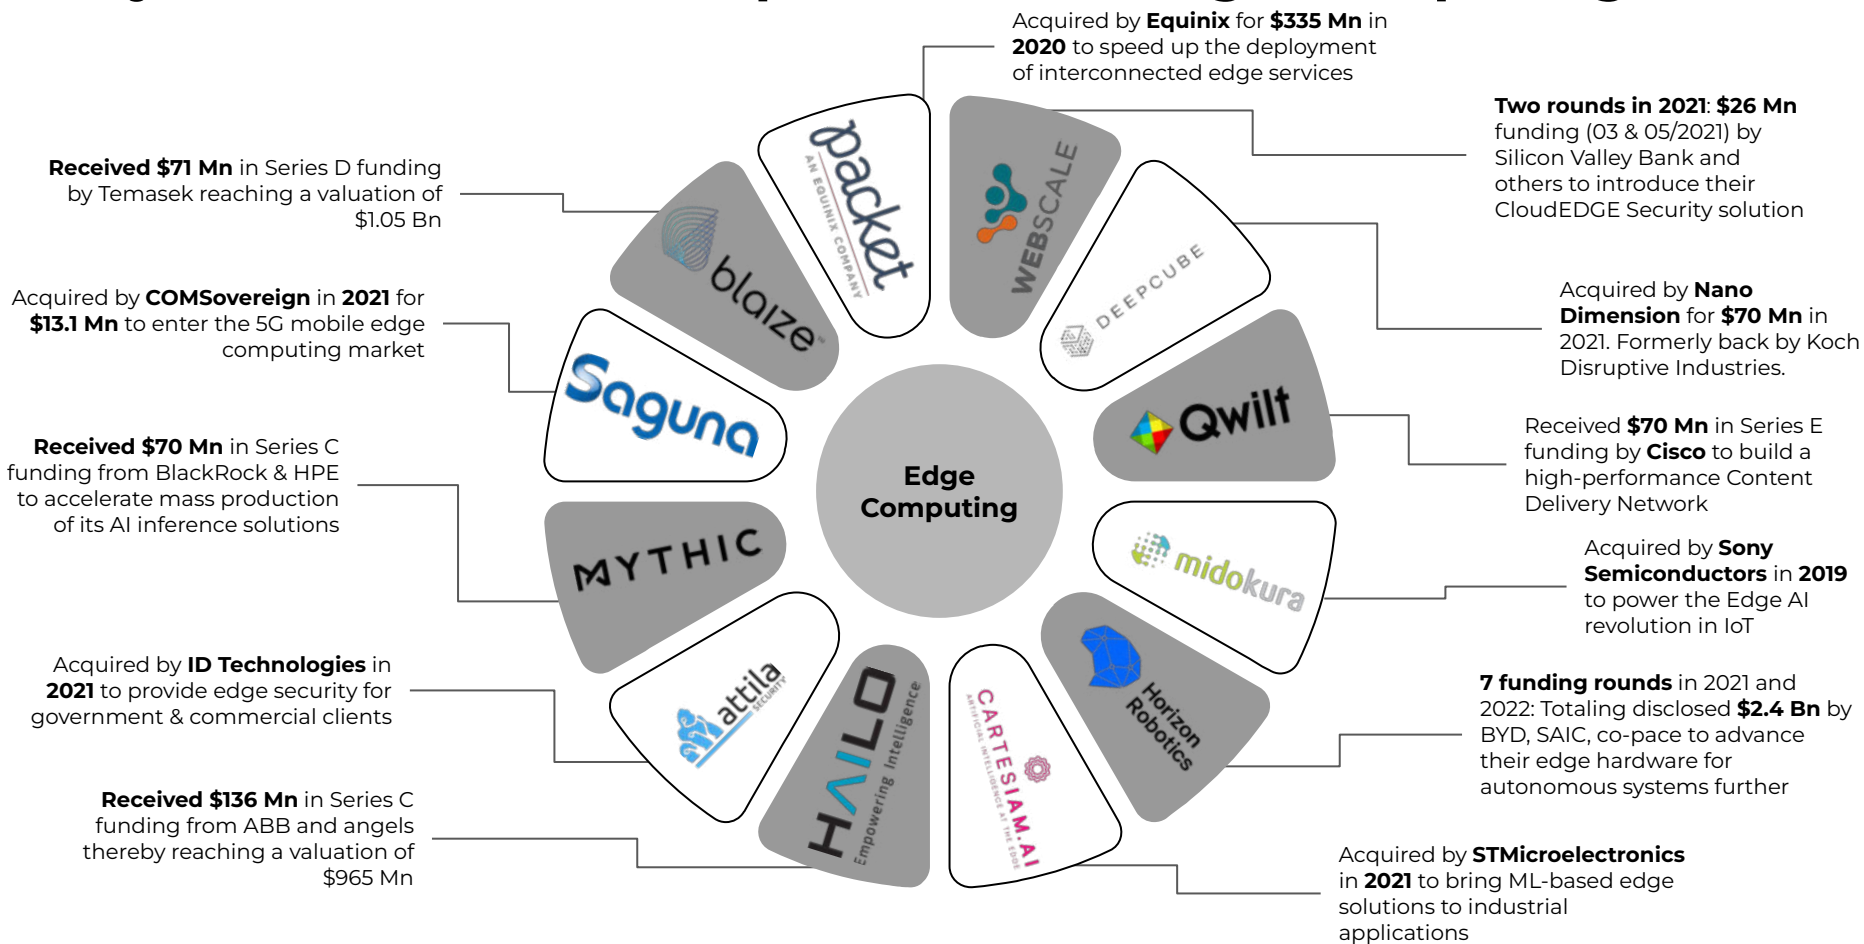 Acquired by Equinix for $335 Mn in
2020 to speed up the deployment
of interconnected edge services
Two rounds in 2021: $26 Mn
funding (03 & 05/2021) by
Silicon Valley Bank and
others to introduce their
CloudEDGE Security solution
Acquired by Nano
Dimension for $70 Mn in
2021. Formerly back by Koch
Disruptive Industries.
Received $70 Mn in Series E
funding by Cisco to build a
high-performance Content
Delivery Network
Acquired by Sony
Semiconductors in 2019
to power the Edge AI
revolution in IoT
7 funding rounds in 2021 and
2022: Totaling disclosed $2.4 Bn by
BYD, SAIC, co-pace to advance
their edge hardware for
autonomous systems further
Acquired by STMicroelectronics
in 2021 to bring ML-based edge
solutions to industrial
applications
Received $136 Mn in Series C
funding from ABB and angels
thereby reaching a valuation of
$965 Mn
Acquired by ID Technologies in
2021 to provide edge security for
government & commercial clients
Received $70 Mn in Series C
funding from BlackRock & HPE
to accelerate mass production
of its AI inference solutions
Acquired by COMSovereign in 2021 for
$13.1 Mn to enter the 5G mobile edge
computing market
Received $71 Mn in Series D funding
by Temasek reaching a valuation of
$1.05 Bn
packet
AN EQUINIX COMPANY
WEBSCALE
DEEPCUBE
Qwilt
midokura
Horizon
Robotics
CARTESIAM.AI
ARTIFICIAL INTELLIGENCE AT THE EDGE
HAILO
Empowering Intelligence
attila
SECURITY
MYTHIC
Saguna
blaize
Edge
Computing